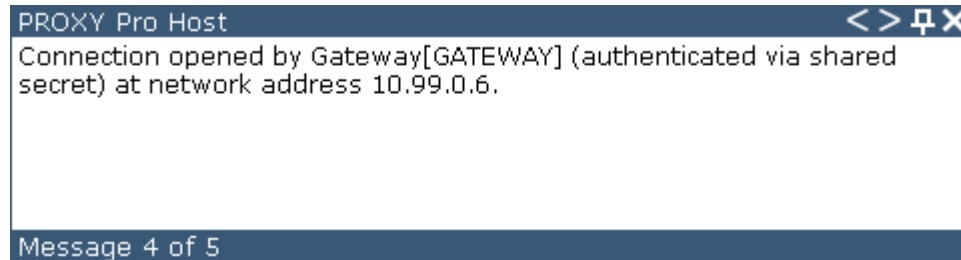 PROXY Pro Host
Connection opened by Gateway[GATEWAY] (authenticated via shared
secret) at network address 10.99.0.6.
Message 4 of 5